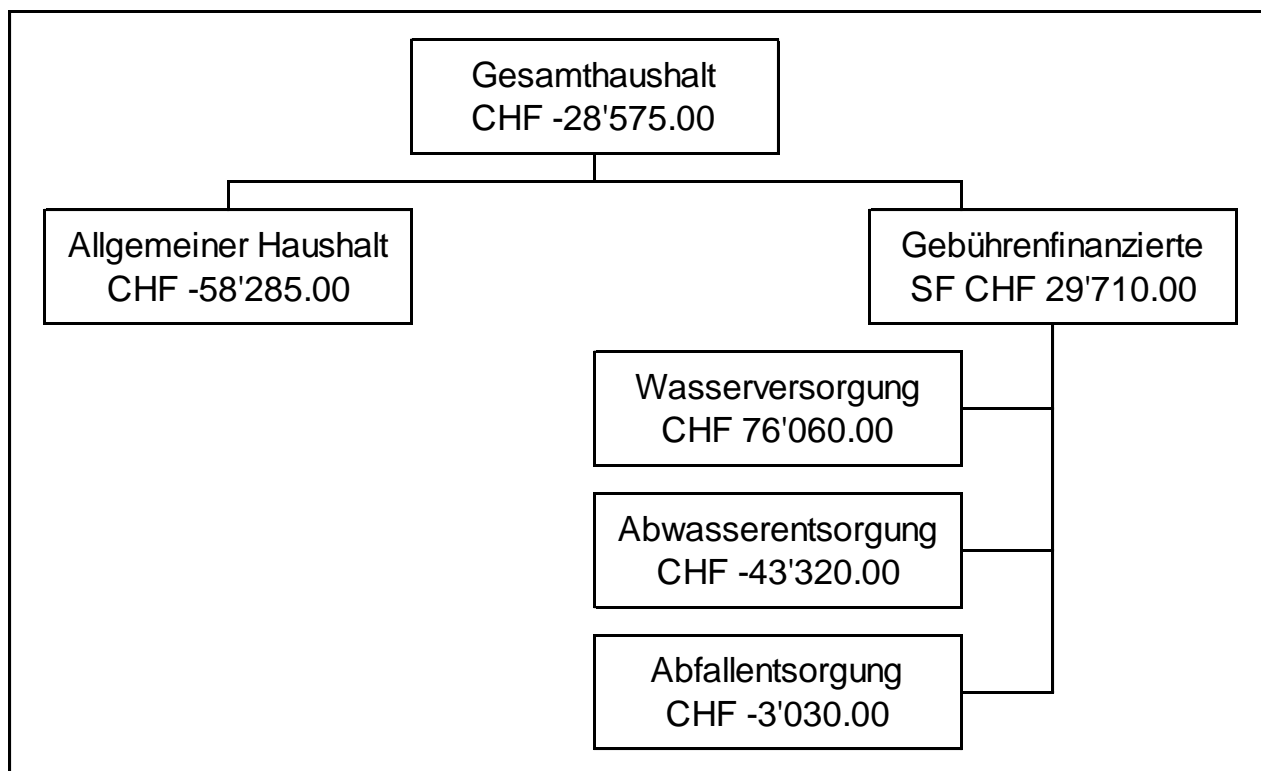 Gesamthaushalt
CHF -28'575.00
Allgemeiner Haushalt
CHF -58'285.00
Gebührenfinanzierte
SF CHF 29'710.00
Wasserversorgung
CHF 76'060.00
Abwasserentsorgung
CHF -43'320.00
Abfallentsorgung
CHF -3'030.00